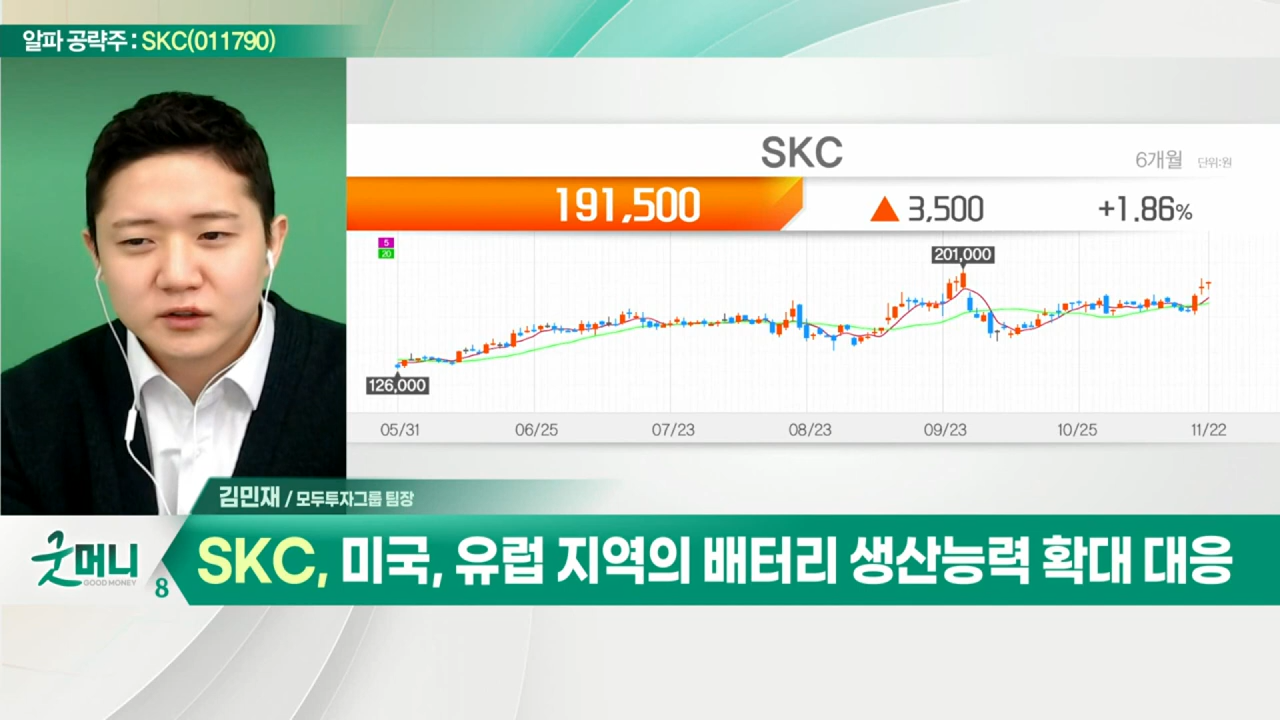 알파 공략주 : SKC(011790)
SKC
6개월 단위:원
191,500 ▲ 3,500 +1.86%
5
20
201,000
126,000
05/31 06/25 07/23 08/23 09/23 10/25 11/22
김민재 / 모두투자그룹 팀장
굿머니
GOOD MONEY
8
SKC, 미국, 유럽 지역의 배터리 생산능력 확대 대응